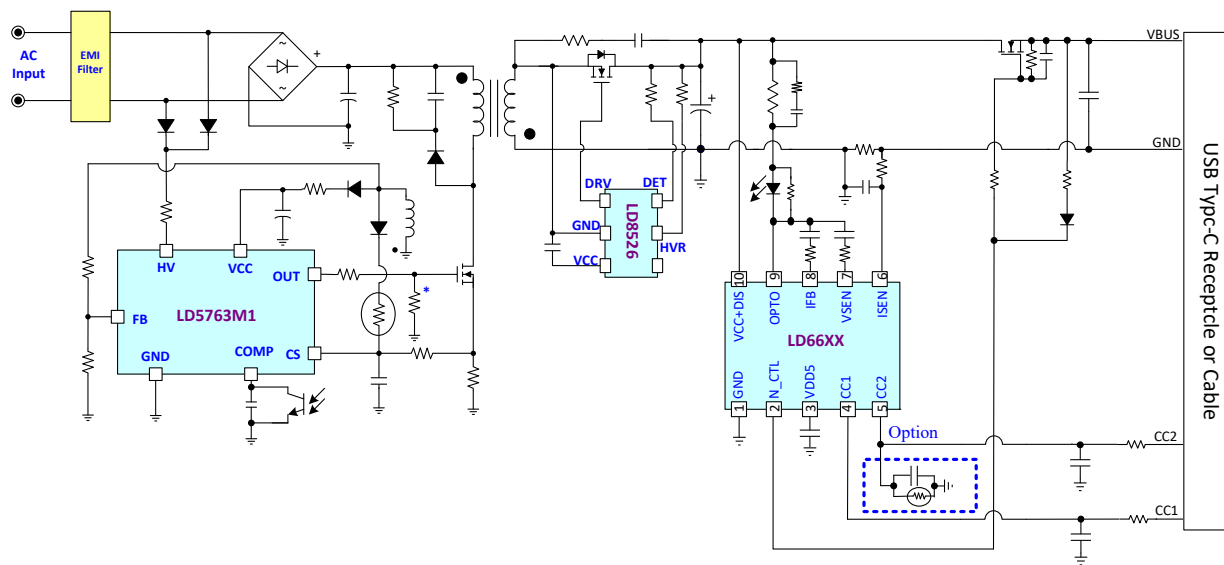 AC
Input
EMI
Filter
~
+
~
VBUS
+
GND
DRV
DET
GND
HVR
VCC
LD8526
HV
VCC
OUT
*
FB
LD5763M1
GND
COMP
CS
10
9
8
7
6
VCC+DIS
OPTO
IFB
VSEN
ISEN
LD66XX
GND
N_CTL
VDD5
CC1
CC2
1
2
3
4
5
Option
CC2
CC1
USB Typc-C Receptcle or Cable